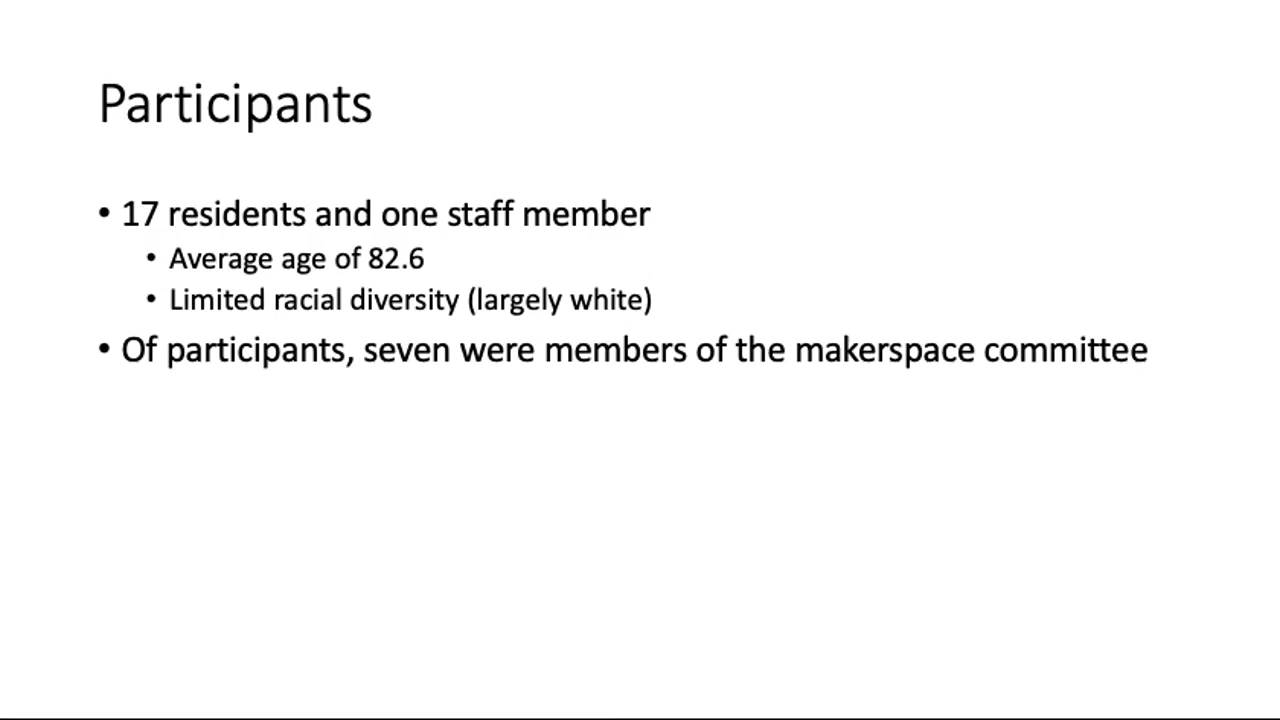 Participants
• 17 residents and one staff member
• Average age of 82.6
• Limited racial diversity (largely white)
• Of participants, seven were members of the makerspace committee